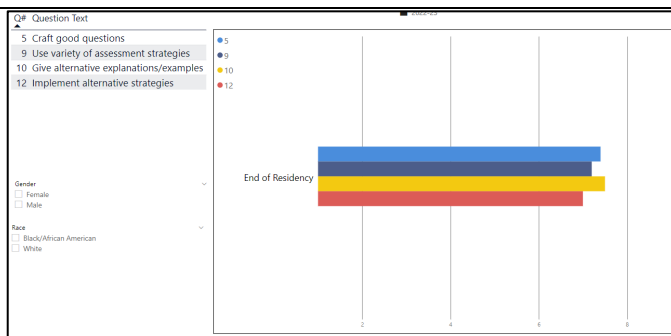 2022-23
Q# Question Text
5 Craft good questions
9 Use variety of assessment strategies
10 Give alternative explanations/examples
12 Implement alternative strategies
5
9
10
12
End of Residency
Gender
Female
Male
Race
Black/African American
White
2 4 6 8